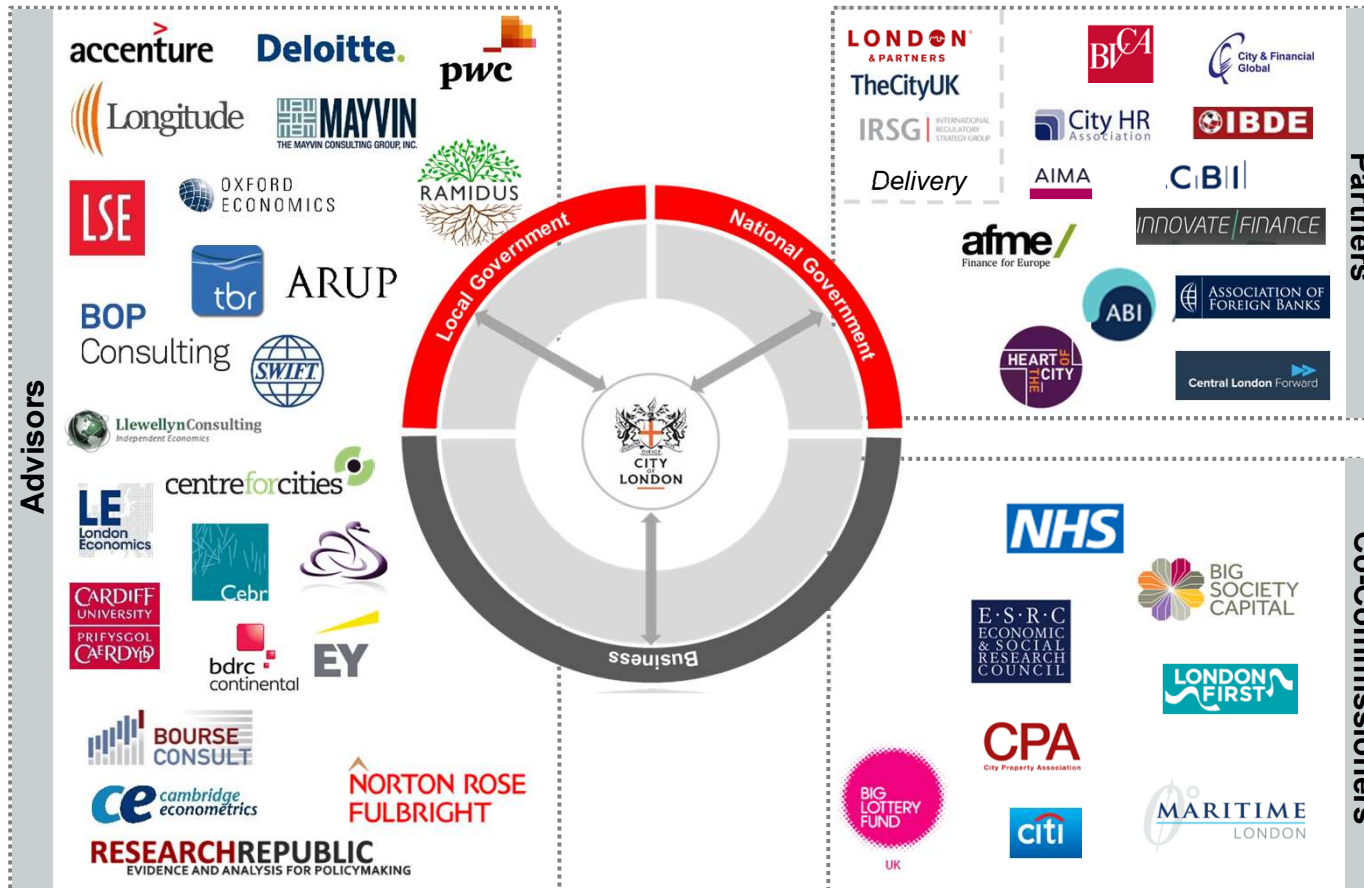 Advisors
accenture
Deloitte.
pwc
Longitude
MAYVIN
THE MAYVIN CONSULTING GROUP, INC.
LSE
OXFORD
ECONOMICS
RAMIDUS
tbr
ARUP
BOP
Consulting
SWIFT
LlewellynConsulting
Independent Economics
centreforcities
LE
London
Economics
Cebr
CARDIFF
UNIVERSITY
PRIFYSGOL
CAERDYDD
bdrc
continental
EY
BOURSE
CONSULT
ce cambridge
econometrics
NORTON ROSE
FULBRIGHT
RESEARCHREPUBLIC
EVIDENCE AND ANALYSIS FOR POLICYMAKING
Local Government
National Government
Business
DIRIGE
CITY
OF
LONDON
LONDON
& PARTNERS
TheCityUK
IRSG
INTERNATIONAL
REGULATORY
STRATEGY GROUP
Delivery
BVCA
City & Financial
Global
City HR
Association
IBDE
AIMA
CBI
INNOVATE FINANCE
afme
Finance for Europe
ABI
ASSOCIATION OF
FOREIGN BANKS
HEART
OF
THE
CITY
Central London Forward
Partners
NHS
BIG
SOCIETY
CAPITAL
E·S·R·C
ECONOMIC
& SOCIAL
RESEARCH
COUNCIL
LONDON
FIRST
CPA
City Property Association
BIG
LOTTERY
FUND
UK
citi
MARITIME
LONDON
Co-Commissioners